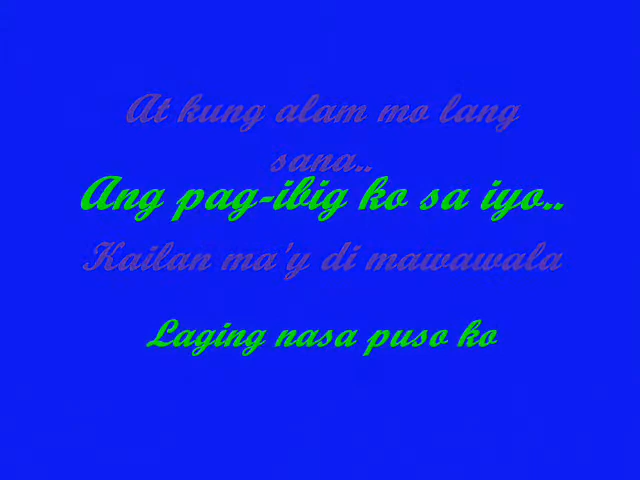 At kung alam mo lang
sana..
Ang pag-ibig ko sa iyo..
Kailan ma'y di mawawala
Laging nasa puso ko